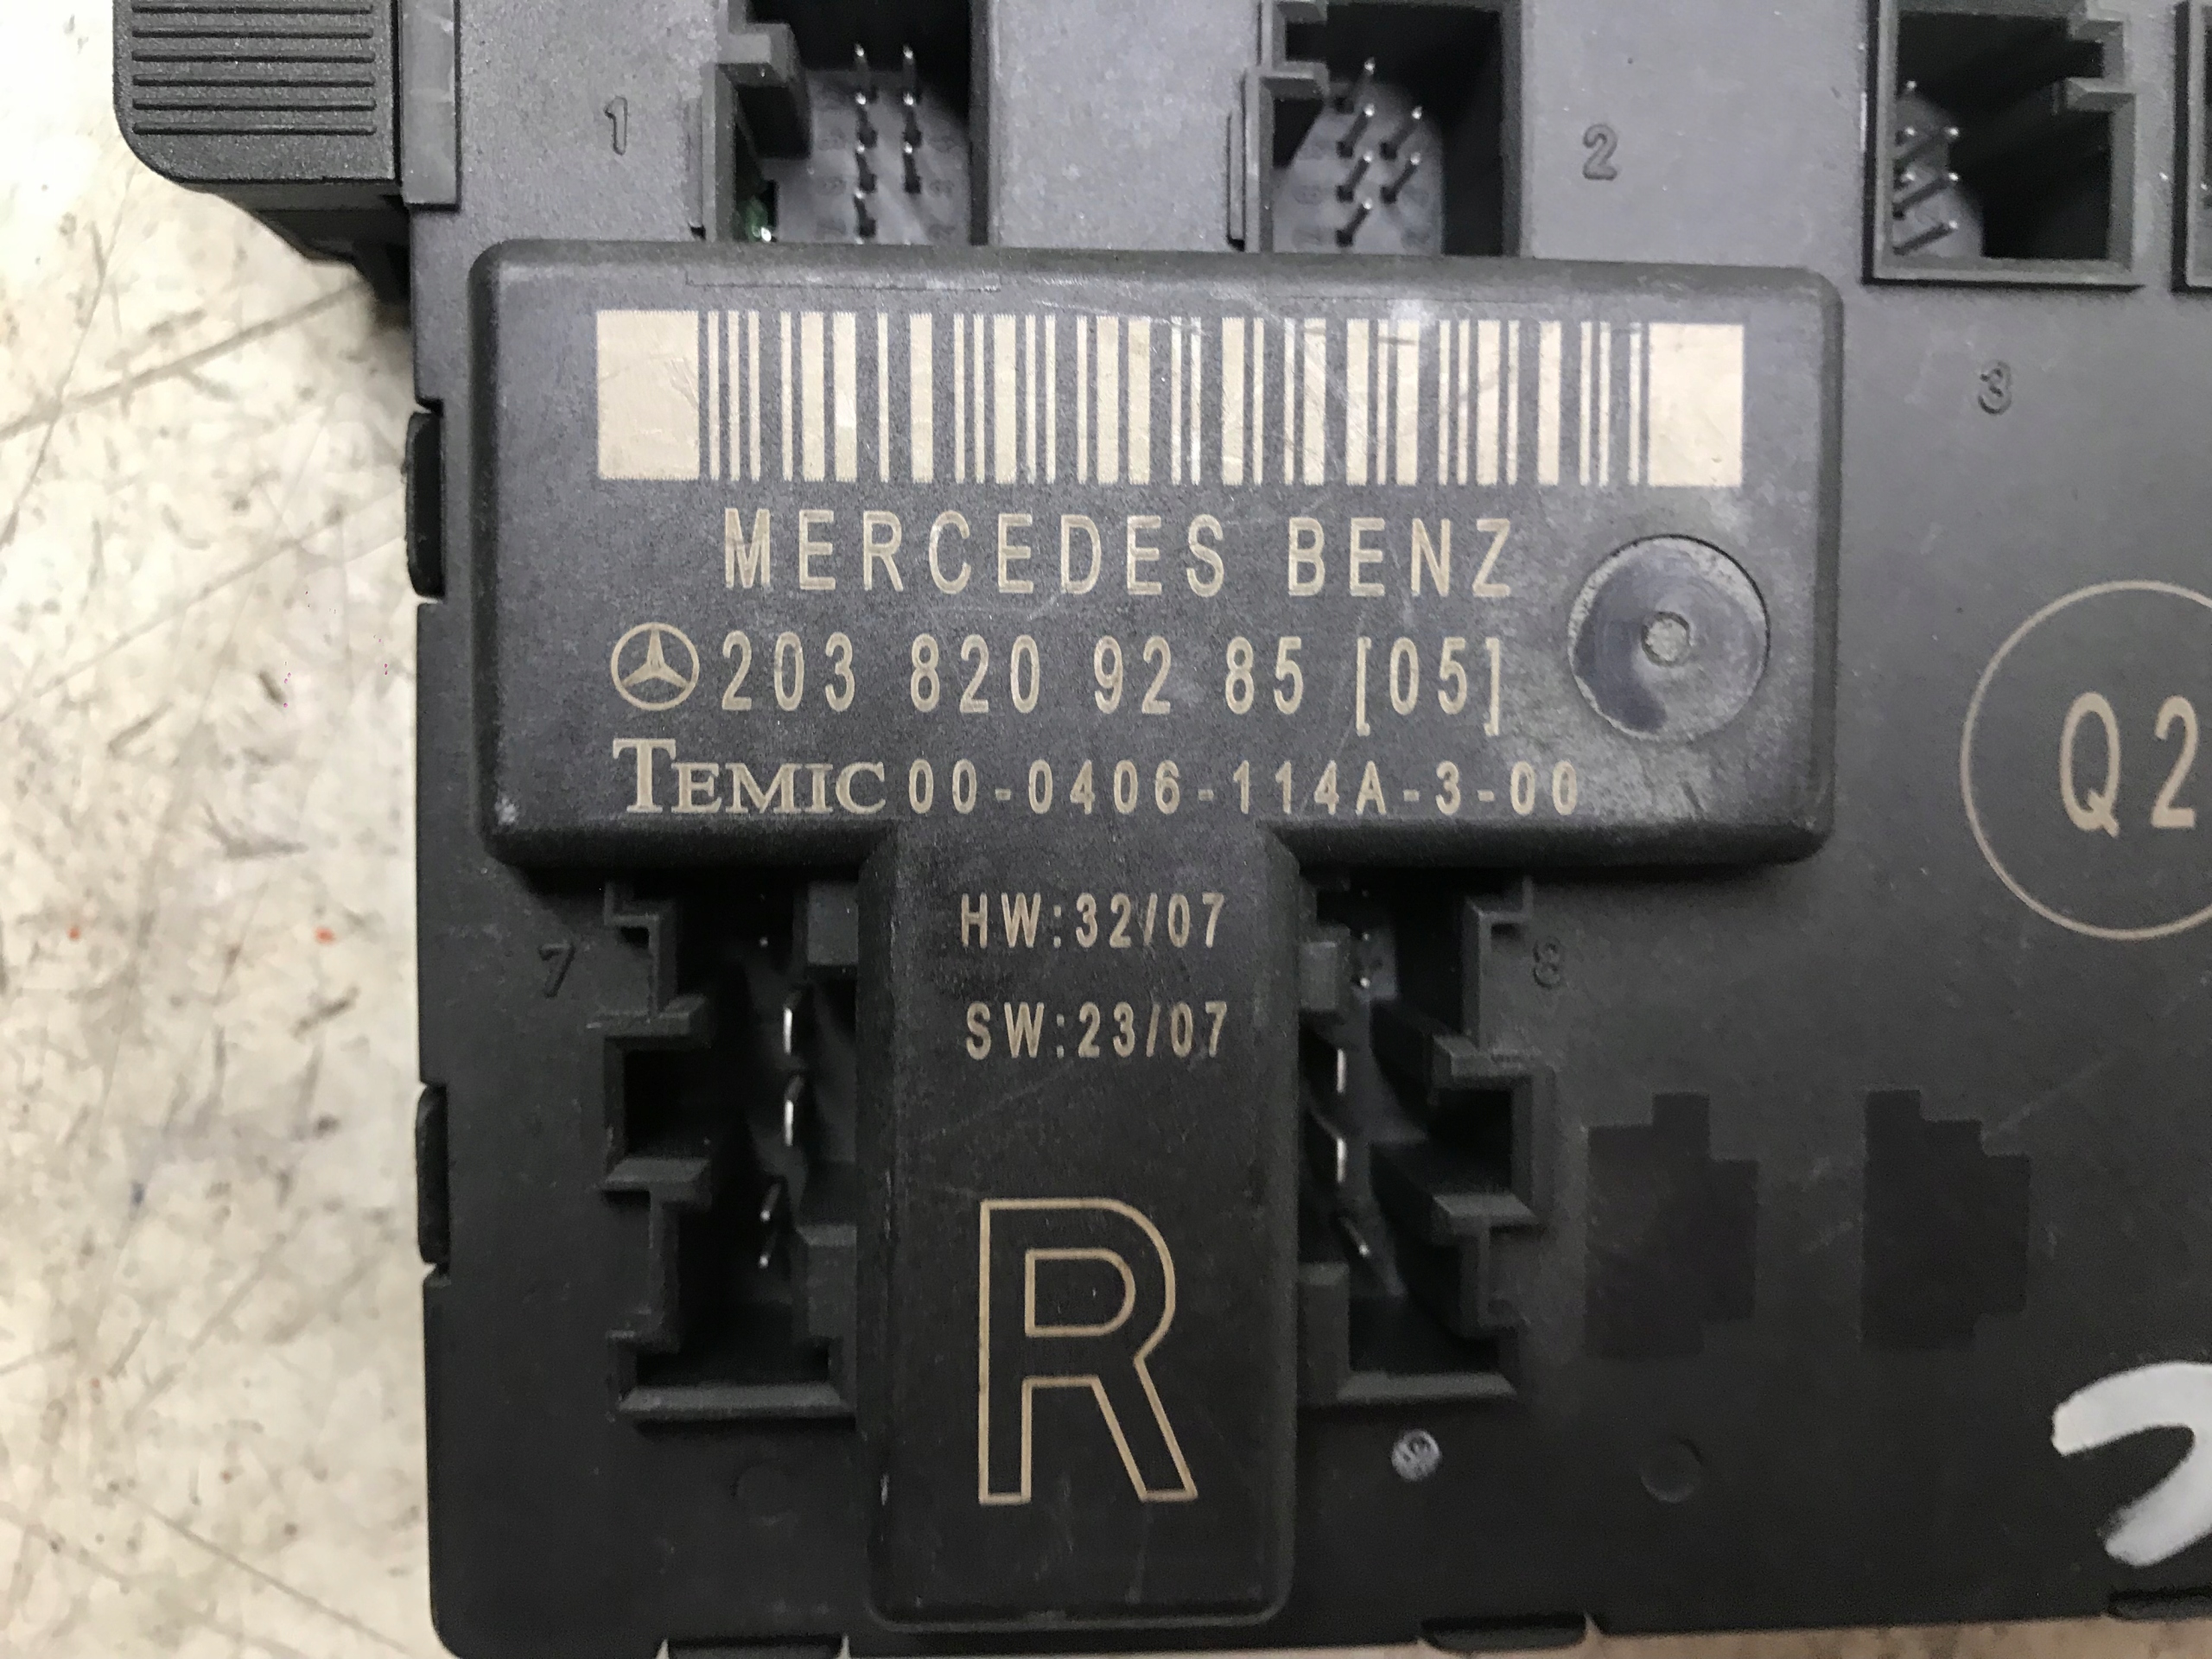 1
2
3
MERCEDES BENZ
203 820 92 85 [05]
TEMIC 00-0406-114A-3-00
Q2
HW:32/07
SW:23/07
7
8
R